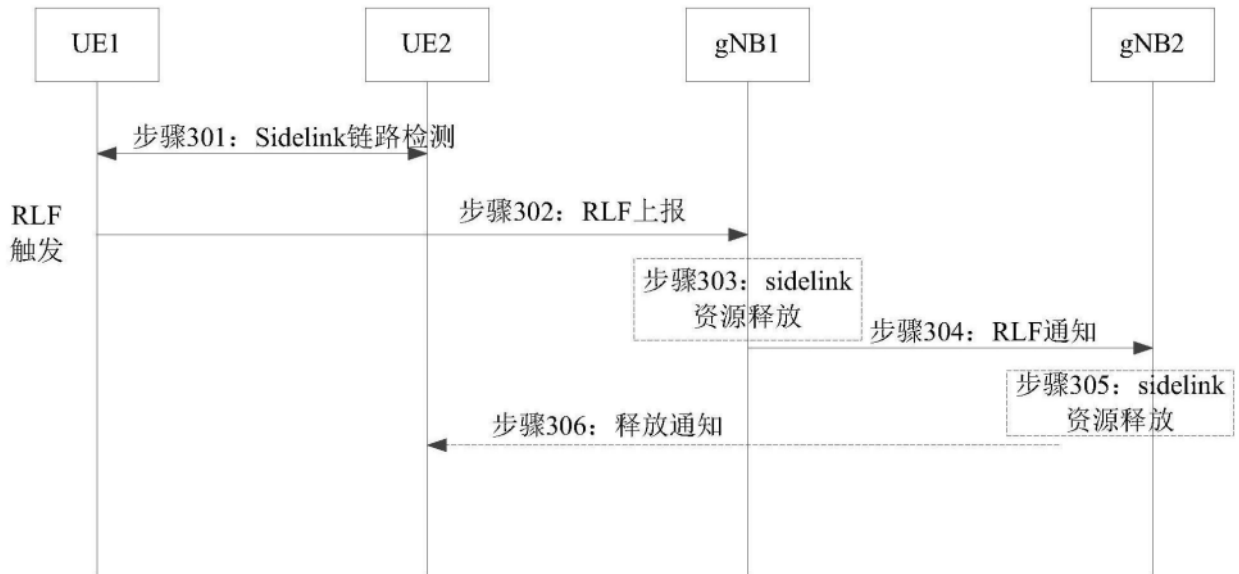 UE1
UE2
gNB1
gNB2
步骤301：Sidelink链路检测
RLF
触发
步骤302：RLF上报
步骤303：sidelink
资源释放
步骤304：RLF通知
步骤305：sidelink
资源释放
步骤306：释放通知